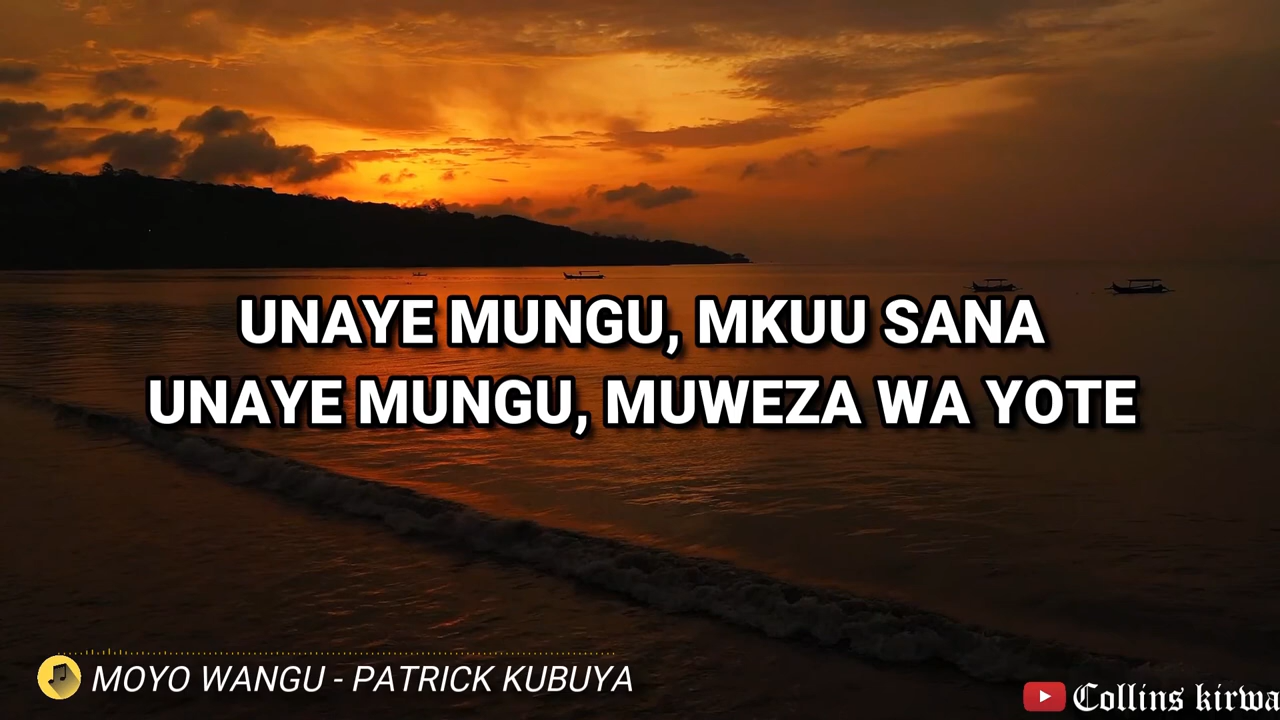 UNAYE MUNGU, MKUU SANA
UNAYE MUNGU, MUWEZA WA YOTE
MOYO WANGU - PATRICK KUBUYA
Collins kirwa